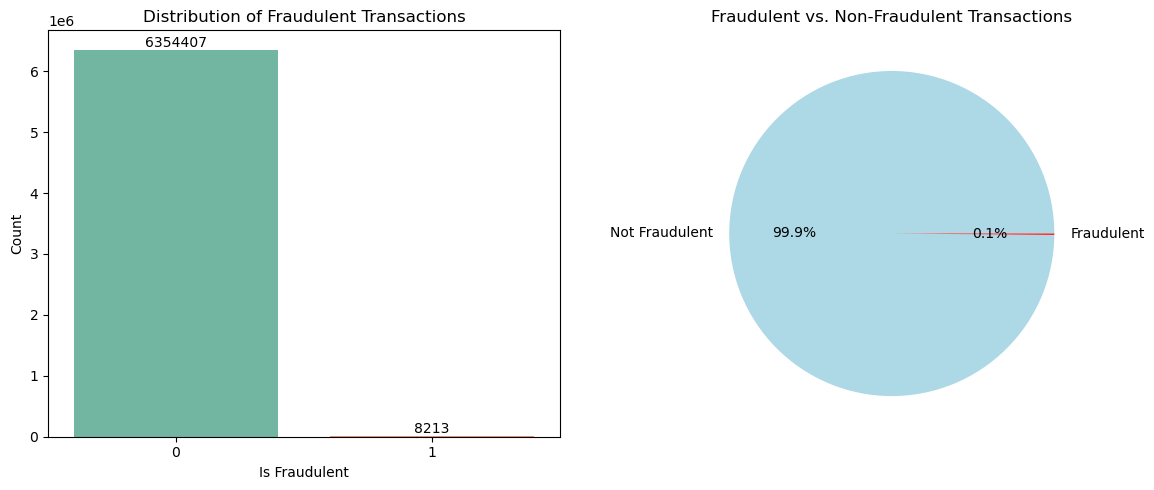 Distribution of Fraudulent Transactions
1e6
6354407
6
5
4
3
2
1
0
8213
0
1
Count
Is Fraudulent
Fraudulent vs. Non-Fraudulent Transactions
Not Fraudulent
99.9%
0.1%
Fraudulent